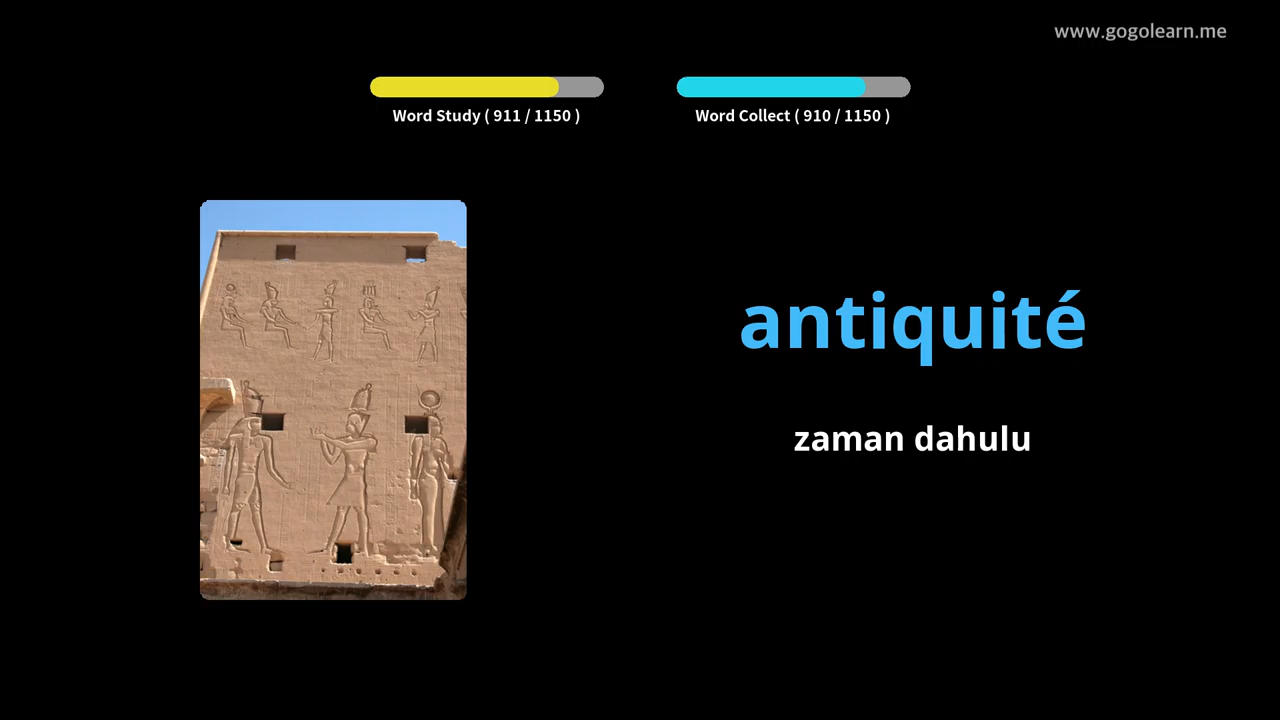 www.gogolearn.me
Word Study ( 911 / 1150 )
Word Collect ( 910 / 1150 )
antiquité
zaman dahulu